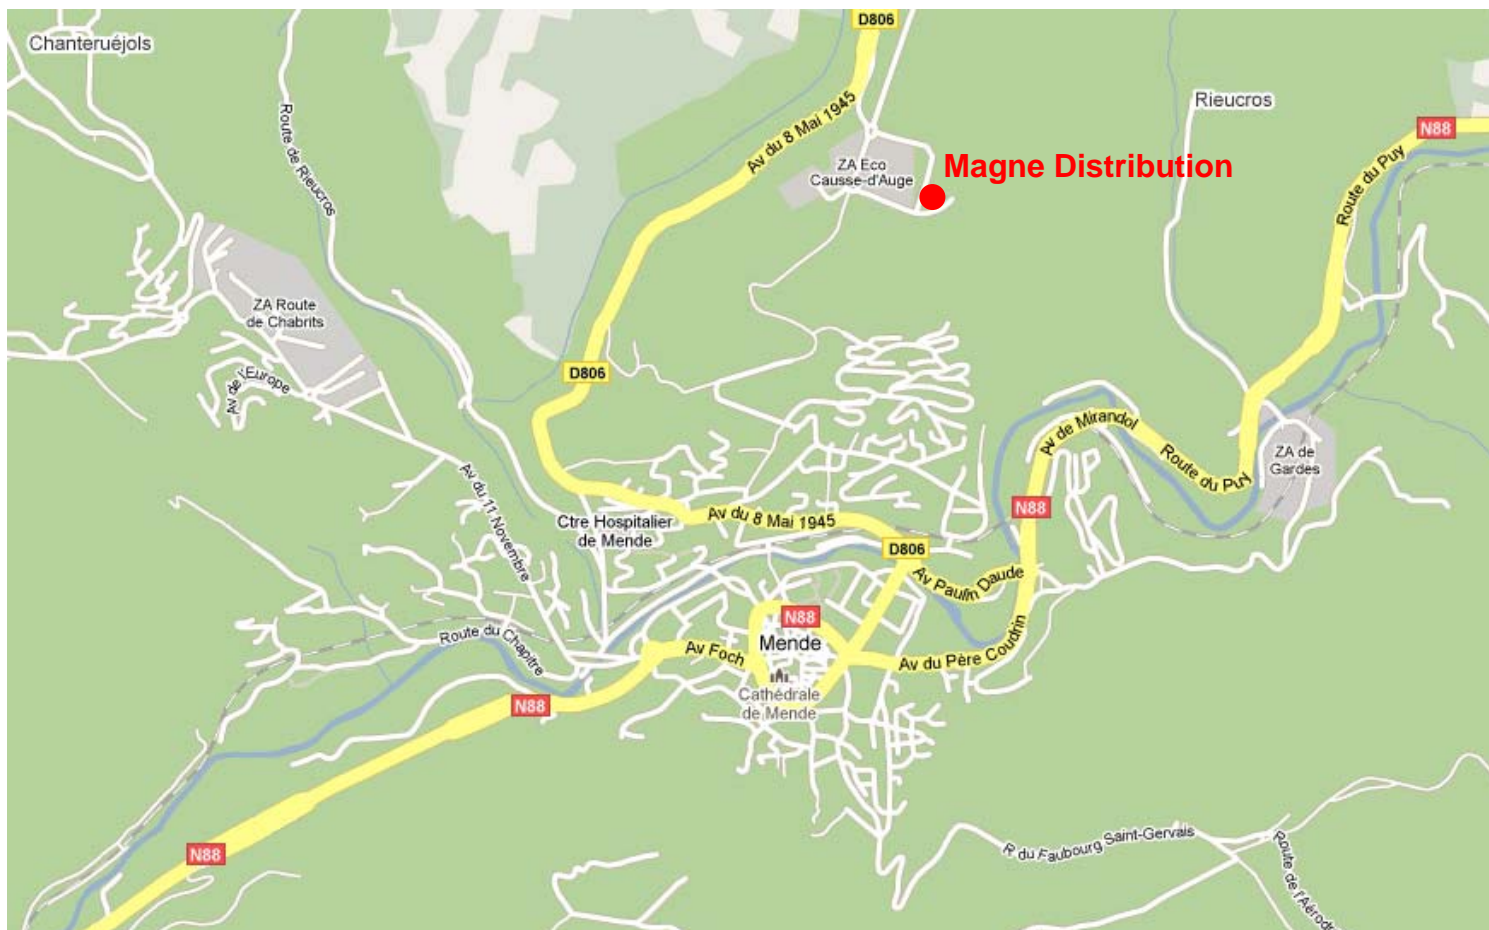 D806
Chanteruéjols
Rieucros
N88
Route de Rieucros
Av du 8 Mai 1945
ZA Eco
Causse-d'Auge
Magne Distribution
Route du Puy
ZA Route
de Chabrits
D806
Av de l'Europe
Av de Mirandol
Route du Puy
ZA de
Gardes
Av du 11 Novembre
Ctre Hospitalier
de Mende
Av du 8 Mai 1945
N88
D806
Av Paulin Daude
N88
Mende
Route du Chapitre
Av Foch
Av du Père Coudrin
Cathédrale
de Mende
N88
R du Faubourg Saint-Gervais
N88
Route de l'Aérodr